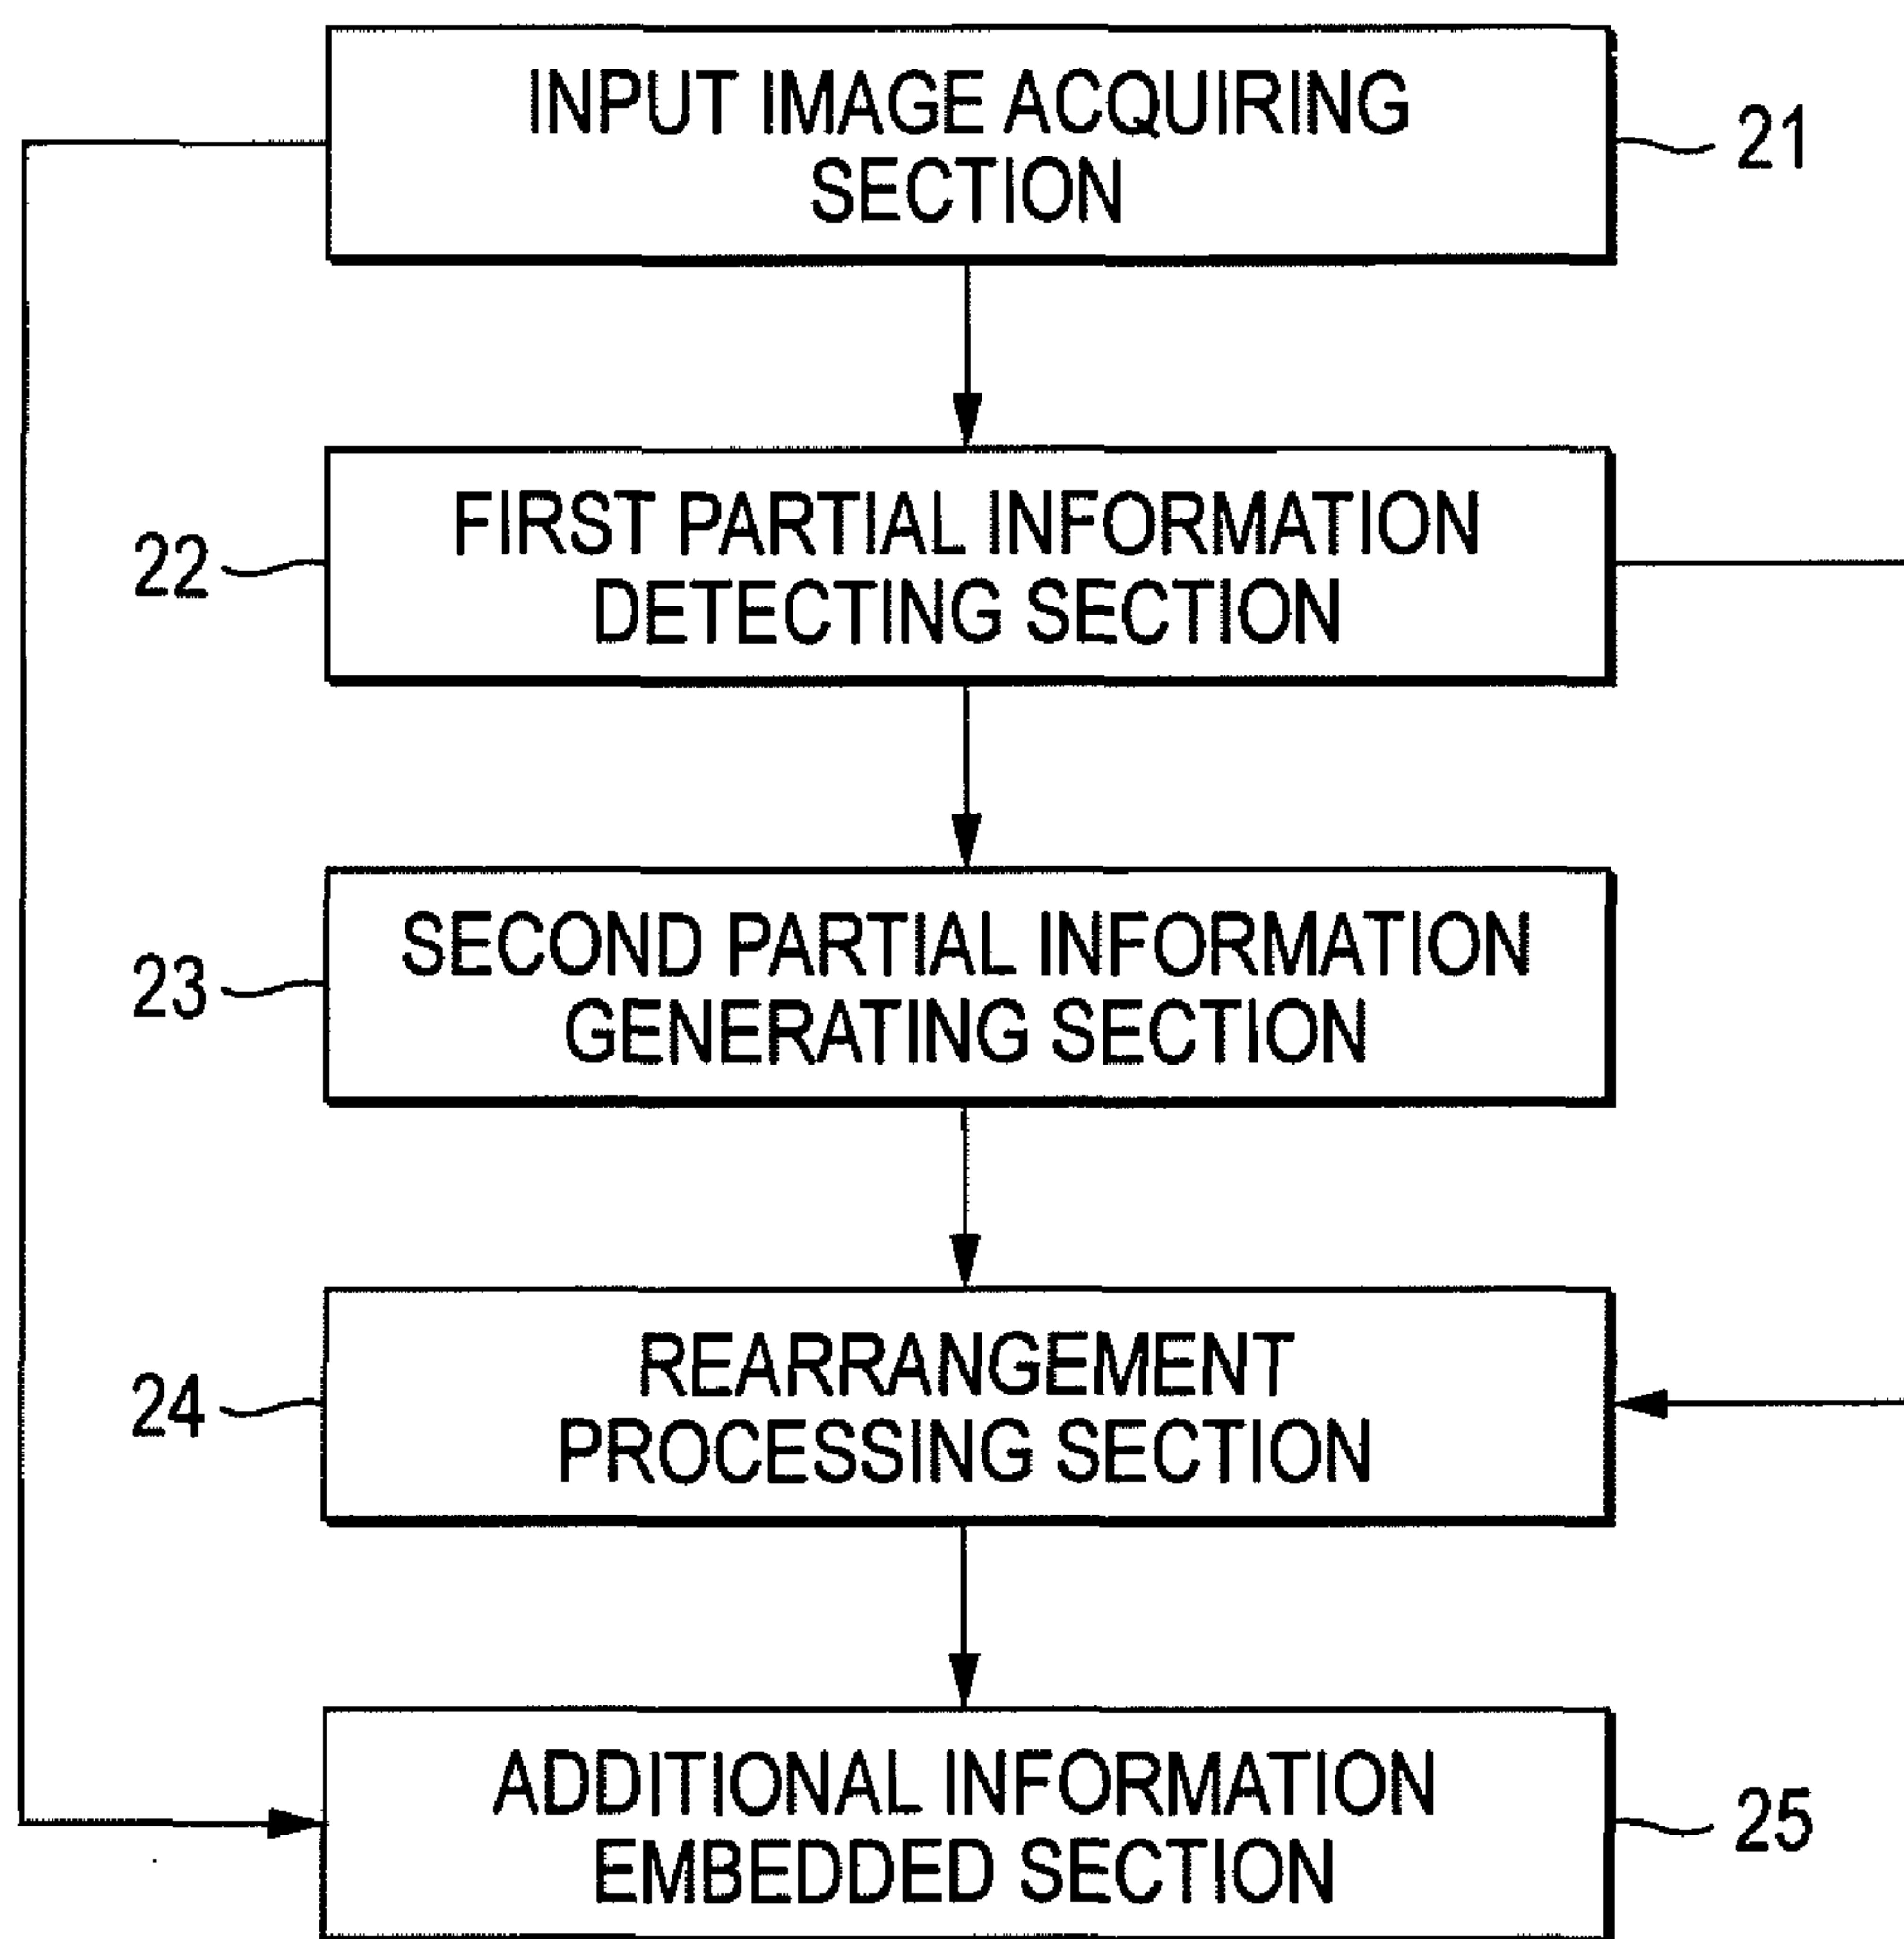 INPUT IMAGE ACQUIRING
SECTION
21
FIRST PARTIAL INFORMATION
DETECTING SECTION
22
SECOND PARTIAL INFORMATION
GENERATING SECTION
23
REARRANGEMENT
PROCESSING SECTION
24
ADDITIONAL INFORMATION
EMBEDDED SECTION
25